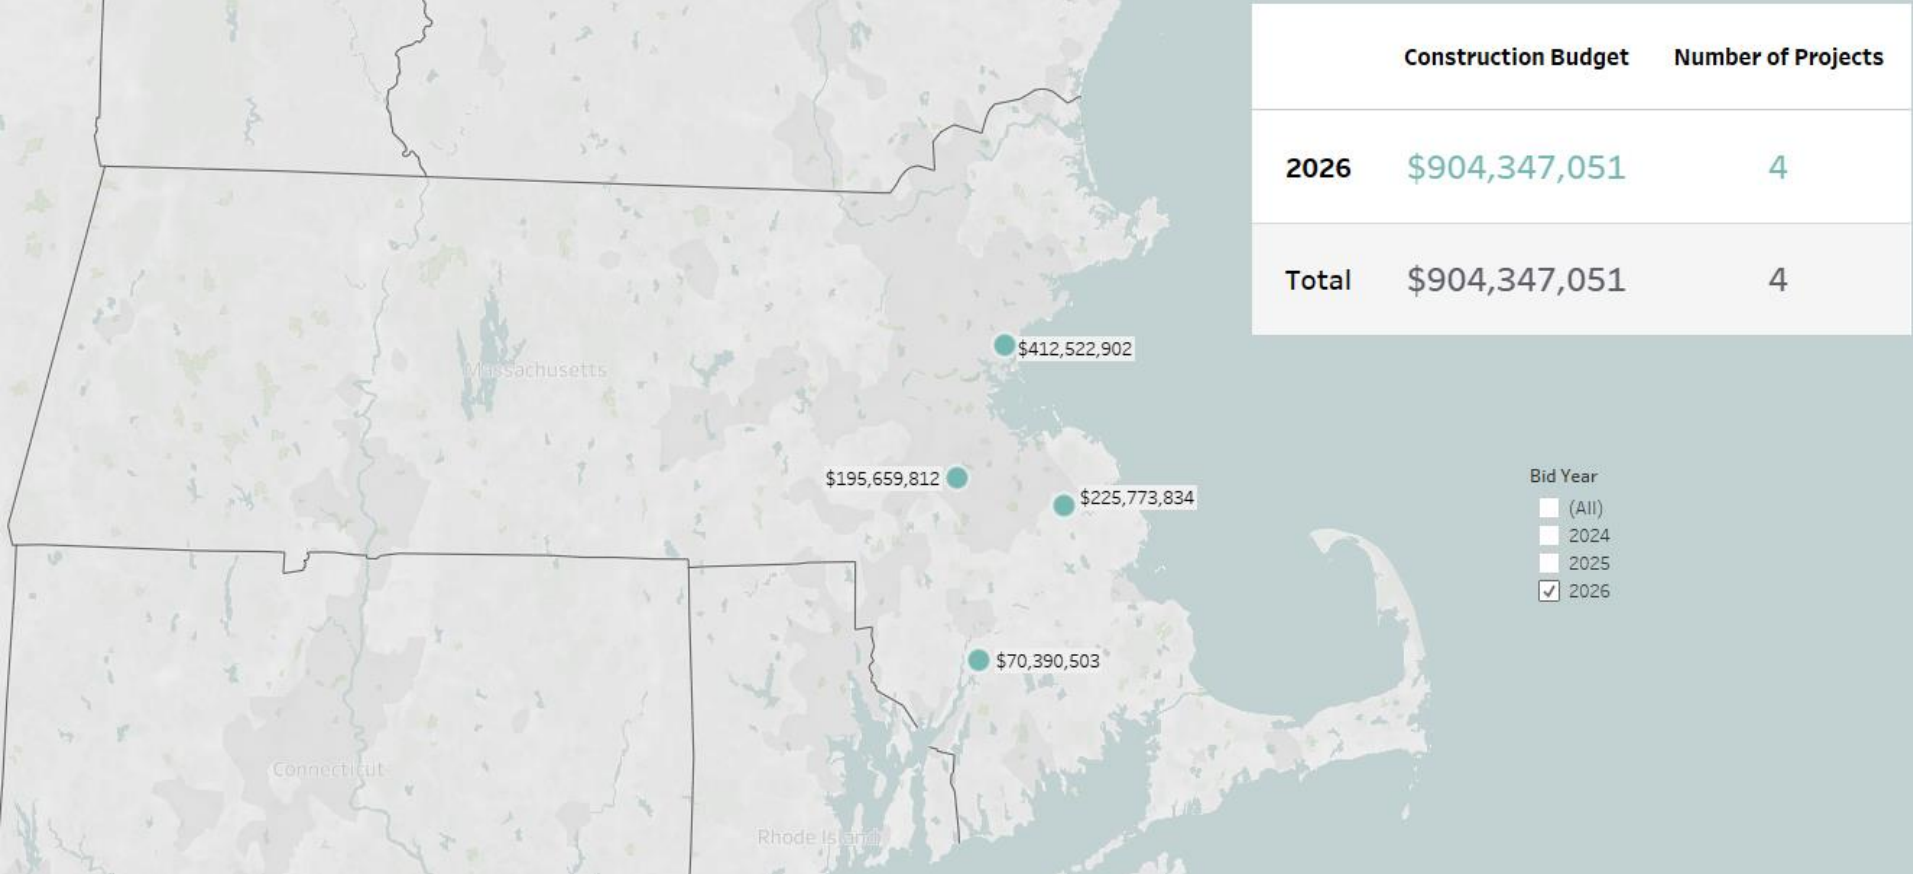 Construction Budget Number of Projects
2026 $904,347,051 4
Total $904,347,051 4
$412,522,902
Massachusetts
$195,659,812
$225,773,834
Bid Year
(All)
2024
2025
2026
$70,390,503
Connecticut
Rhode Island